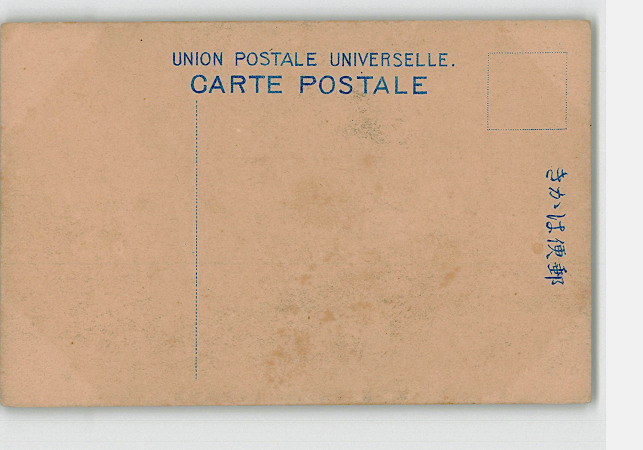 UNION POSTALE UNIVERSELLE.
CARTE POSTALE
きかは便郵